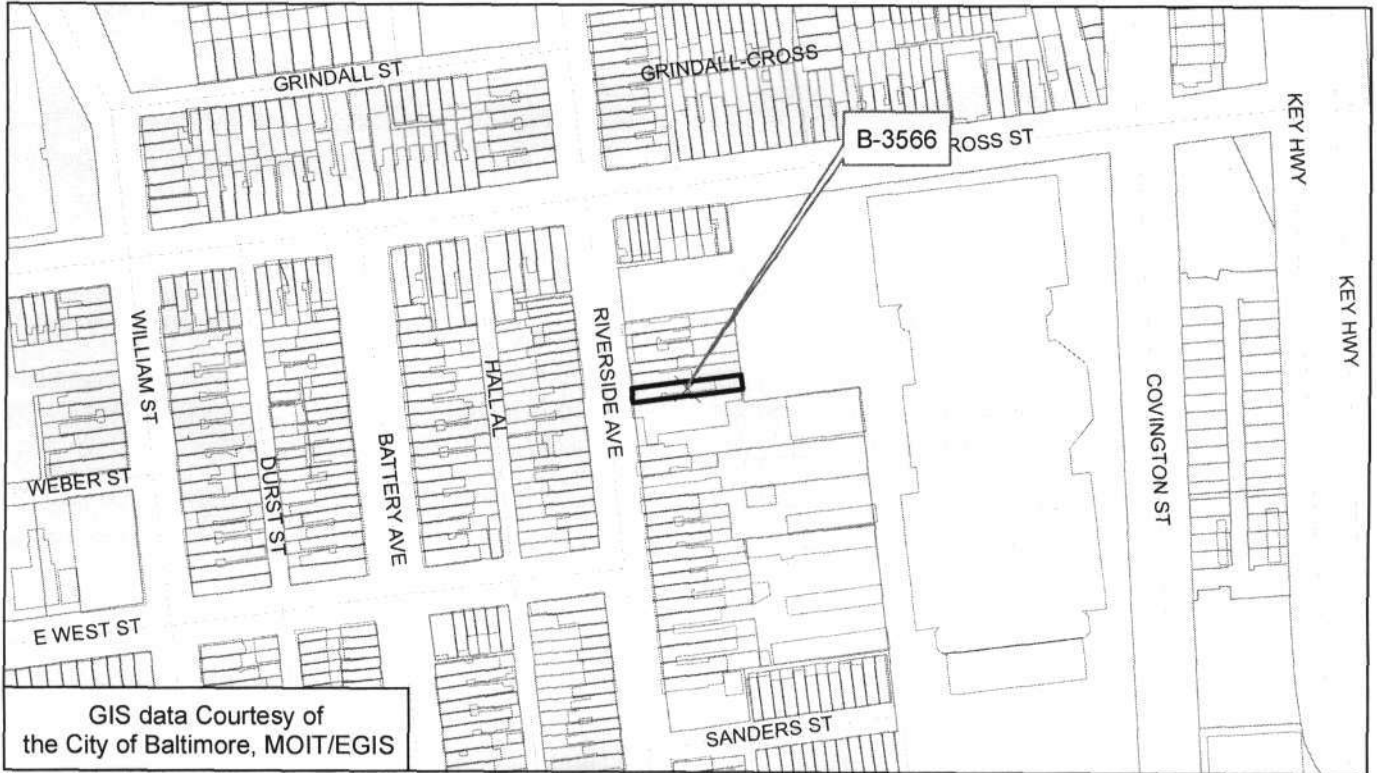 GRINDALL ST
GRINDALL-CROSS
B-3566
ROSS ST
KEY HWY
KEY HWY
WILLIAM ST
HALL AL
RIVERSIDE AVE
COVINGTON ST
DURST ST
BATTERY AVE
WEBER ST
E WEST ST
SANDERS ST
GIS data Courtesy of
the City of Baltimore, MOIT/EGIS